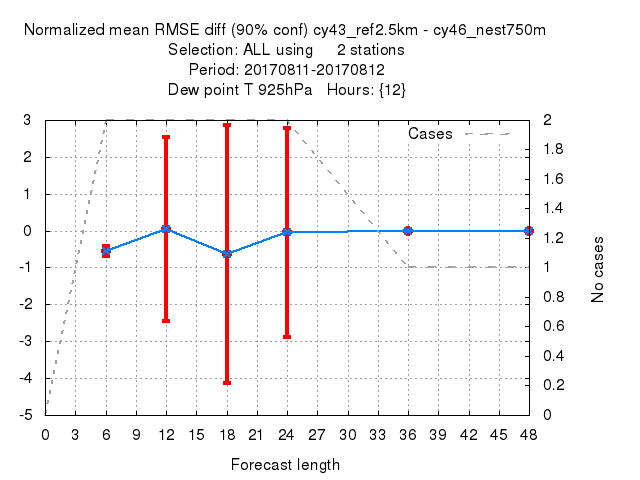 Normalized mean RMSE diff (90% conf) cy43_ref2.5km - cy46_nest750m
Selection: ALL using 2 stations
Period: 20170811-20170812
Dew point T 925hPa Hours: {12}
Cases
3
2
1
0
-1
-2
-3
-4
-5
2
1.8
1.6
1.4
1.2
1
0.8
0.6
0.4
0.2
0
No cases
0 3 6 9 12 15 18 21 24 27 30 33 36 39 42 45 48
Forecast length